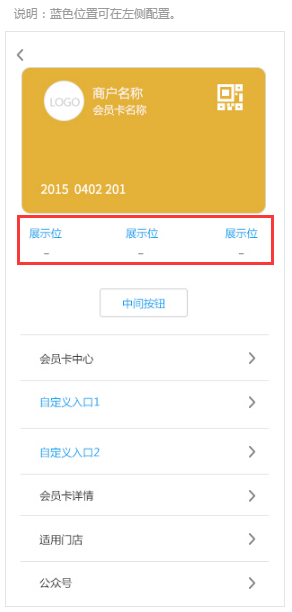 说明：蓝色位置可在左侧配置。
LOGO
商户名称
会员卡名称
2015 0402 201
展示位 展示位 展示位
- - -
中间按钮
会员卡中心
自定义入口1
自定义入口2
会员卡详情
适用门店
公众号